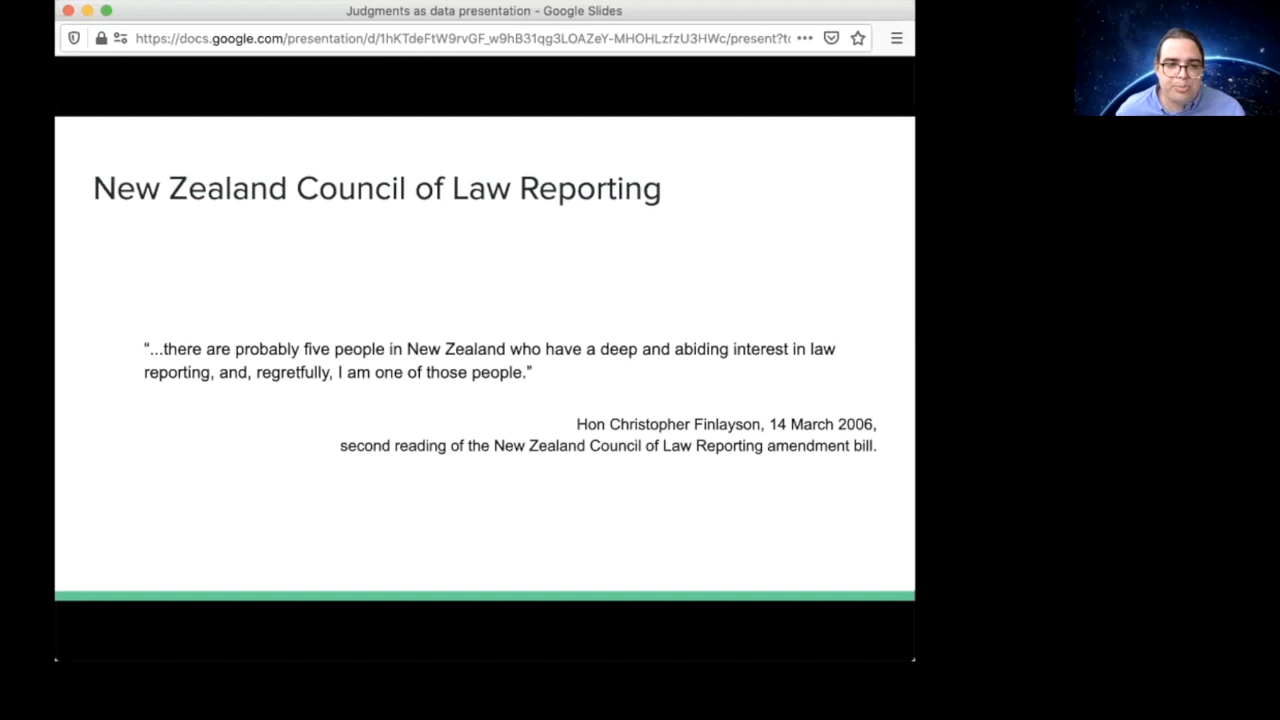 Judgments as data presentation - Google Slides
https://docs.google.com/presentation/d/1hKTdeFtW9rvGF_w9hB31qg3LOAZeY-MHOHLzfzU3HWc/present?tc
New Zealand Council of Law Reporting
“...there are probably five people in New Zealand who have a deep and abiding interest in law
reporting, and, regretfully, I am one of those people.”
Hon Christopher Finlayson, 14 March 2006,
second reading of the New Zealand Council of Law Reporting amendment bill.